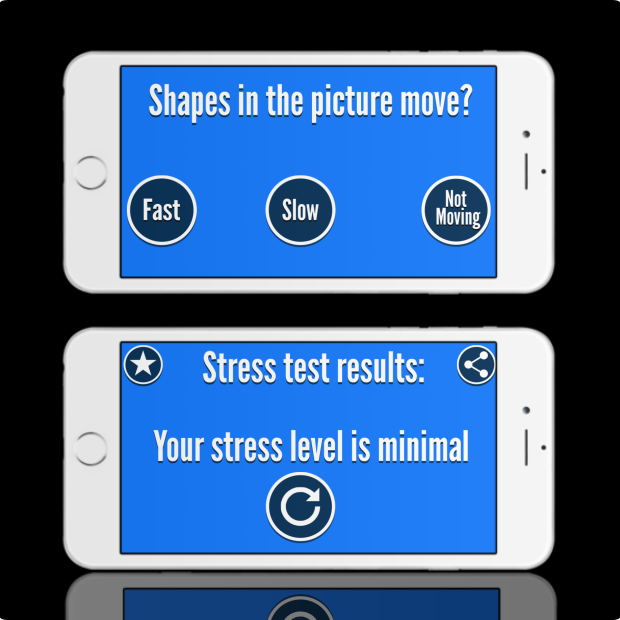 Shapes in the picture move?
Fast
Slow
Not
Moving
Stress test results:
Your stress level is minimal